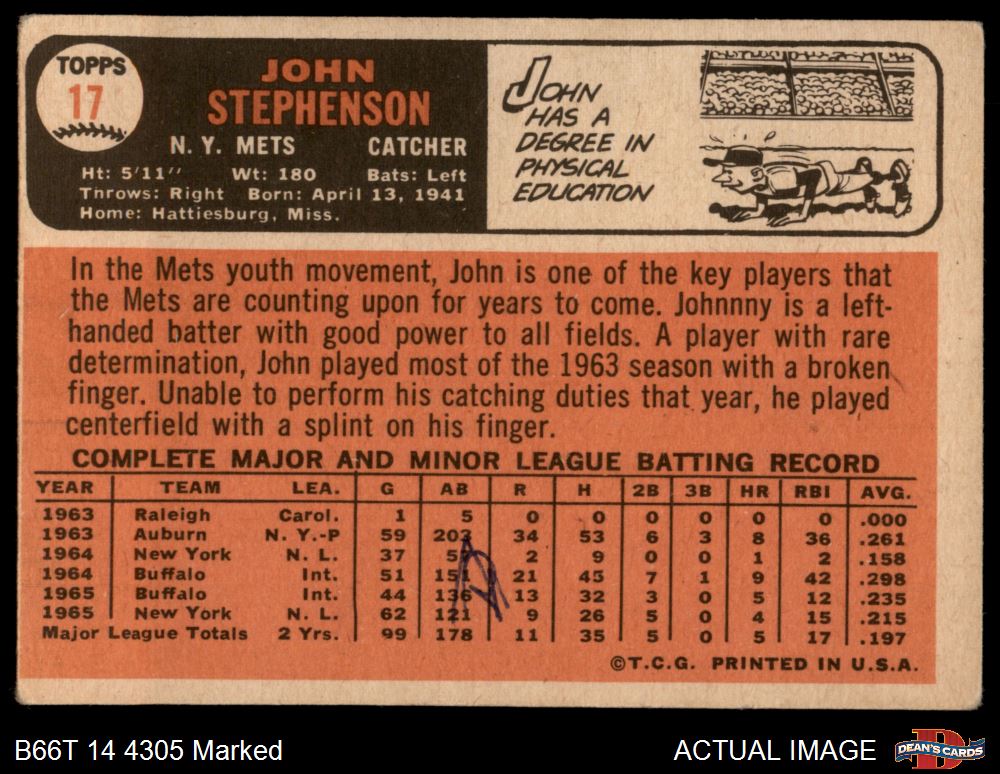 TOPPS
17
JOHN
STEPHENSON
N. Y. METS CATCHER
Ht: 5'11" Wt: 180 Bats: Left
Throws: Right Born: April 13, 1941
Home: Hattiesburg, Miss.
JOHN
HAS A
DEGREE IN
PHYSICAL
EDUCATION
In the Mets youth movement, John is one of the key players that
the Mets are counting upon for years to come. Johnnny is a left-
handed batter with good power to all fields. A player with rare
determination, John played most of the 1963 season with a broken
finger. Unable to perform his catching duties that year, he played
centerfield with a splint on his finger.
COMPLETE MAJOR AND MINOR LEAGUE BATTING RECORD
YEAR TEAM LEA. G AB R H 2B 3B HR RBI AVG.
1963 Raleigh Carol. 1 5 0 0 0 0 0 0 .000
1963 Auburn N. Y.-P 59 203 34 53 6 3 8 36 .261
1964 New York N. L. 37 57 2 9 0 0 1 2 .158
1964 Buffalo Int. 51 151 21 45 7 1 9 42 .298
1965 Buffalo Int. 44 136 13 32 3 0 5 12 .235
1965 New York N. L. 62 121 9 26 5 0 4 15 .215
Major League Totals 2 Yrs. 99 178 11 35 5 0 5 17 .197
©T.C.G. PRINTED IN U.S.A.
B66T 14 4305 Marked
ACTUAL IMAGE
D
DEAN'S CARDS